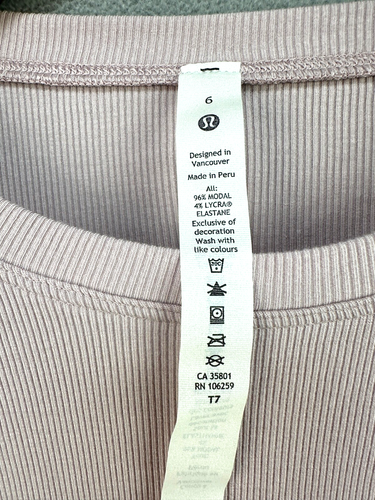 6
Designed in
Vancouver
Made in Peru
All:
96% MODAL
4% LYCRA®
ELASTANE
Exclusive of
decoration
Wash with
like colours
30C
CA 35801
RN 106259
T7